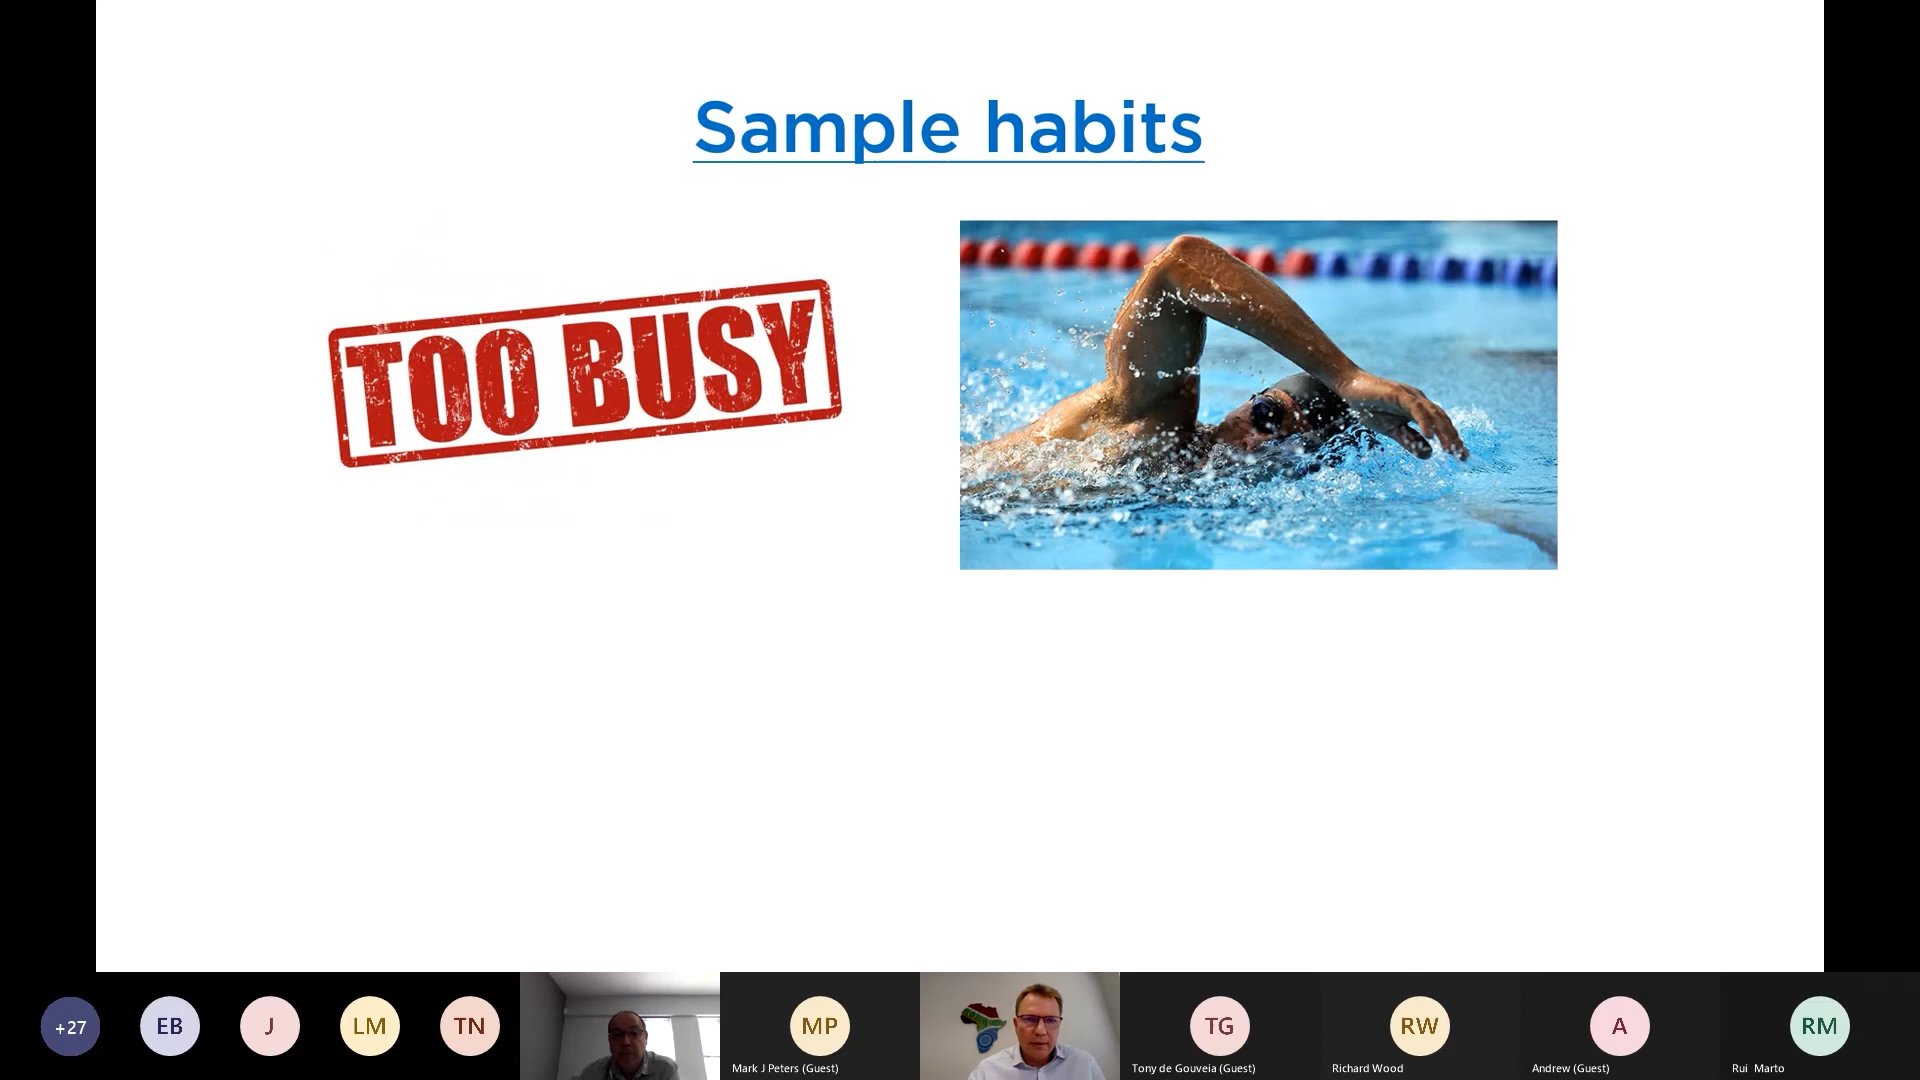 Sample habits
TOO BUSY
+27
EB
J
LM
TN
MP
Mark J Peters (Guest)
TG
Tony de Gouveia (Guest)
RW
Richard Wood
A
Andrew (Guest)
RM
Rui Marto